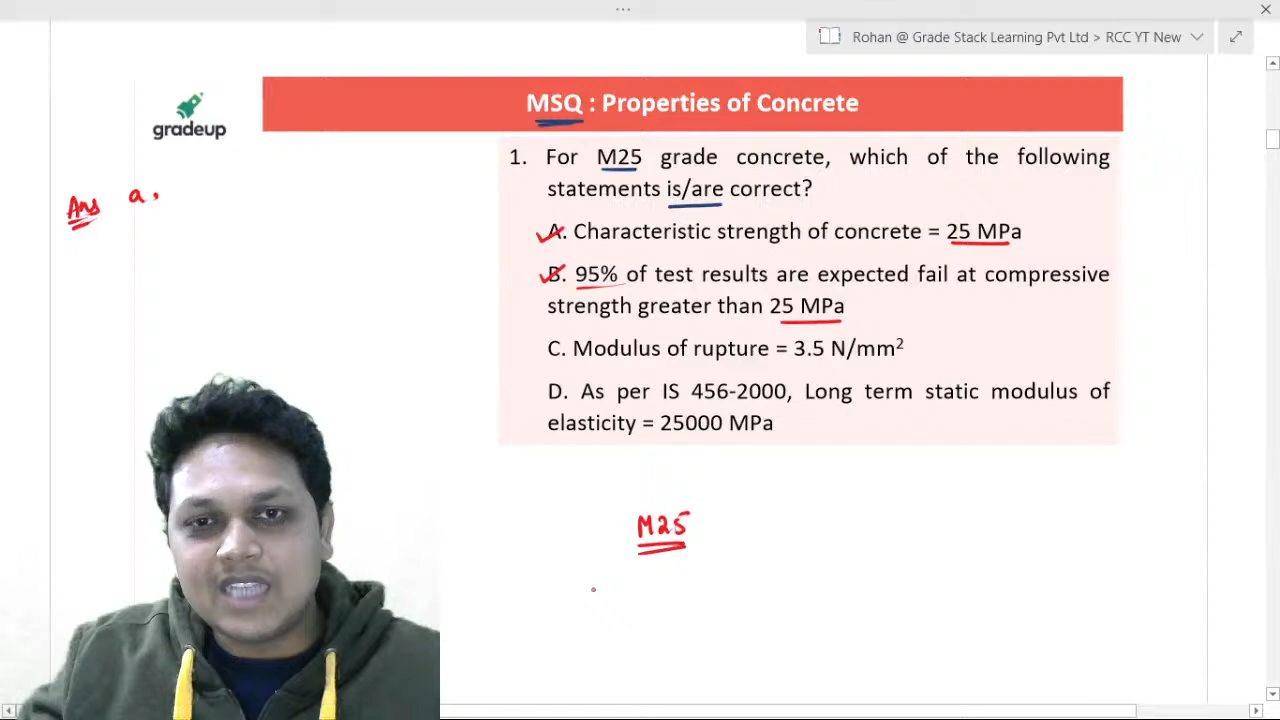 Rohan @ Grade Stack Learning Pvt Ltd > RCC YT New
gradeup
MSQ : Properties of Concrete
1. For M25 grade concrete, which of the following
statements is/are correct?
A. Characteristic strength of concrete = 25 MPa
B. 95% of test results are expected fail at compressive
strength greater than 25 MPa
C. Modulus of rupture = 3.5 N/mm²
D. As per IS 456-2000, Long term static modulus of
elasticity = 25000 MPa
Ans a.
M25